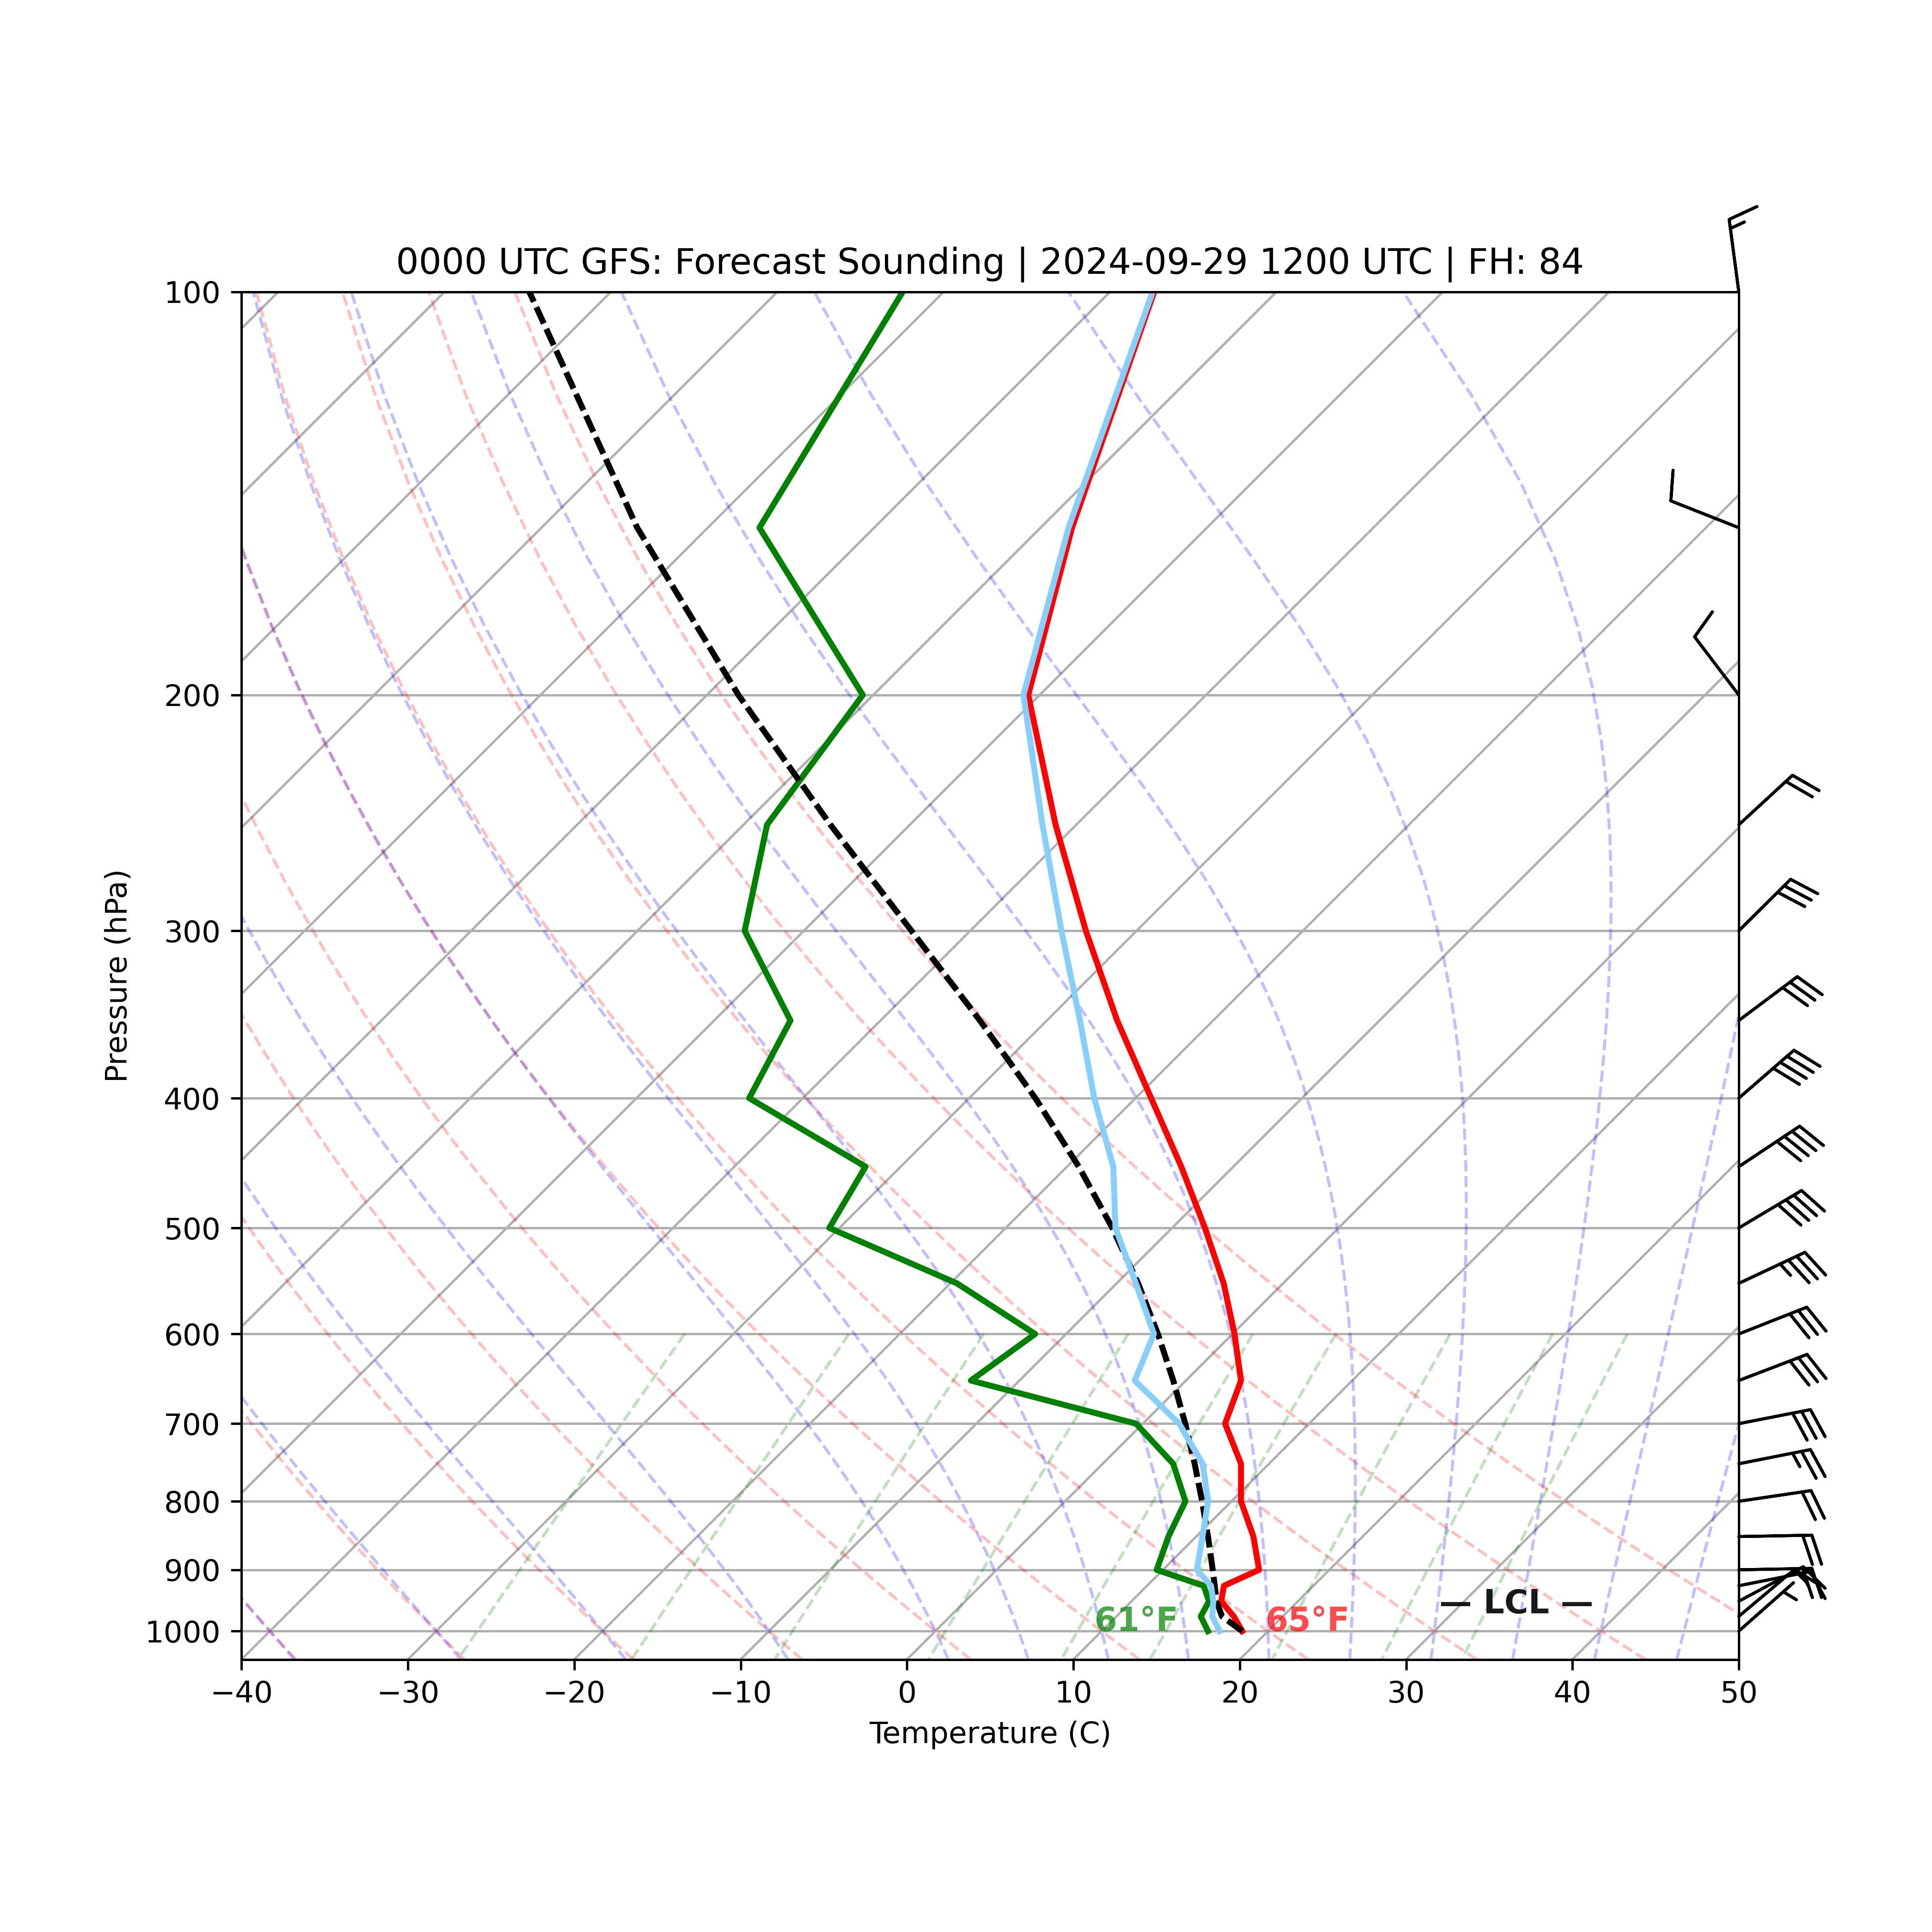 0000 UTC GFS: Forecast Sounding | 2024-09-29 1200 UTC | FH: 84
100
200
300
400
500
600
700
800
900
1000
Pressure (hPa)
61°F
65°F
— LCL —
−40 −30 −20 −10 0 10 20 30 40 50
Temperature (C)